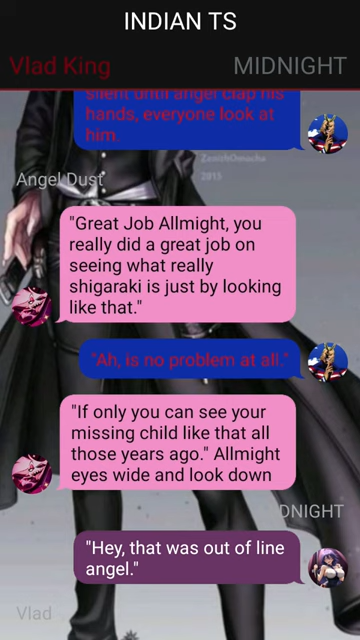 INDIAN TS
Vlad King
MIDNIGHT
silent until angel clap his
hands, everyone look at
him.
ZenithOmocha
2015
Angel Dust
"Great Job Allmight, you
really did a great job on
seeing what really
shigaraki is just by looking
like that."
"Ah, is no problem at all."
"If only you can see your
missing child like that all
those years ago." Allmight
eyes wide and look down
DNIGHT
"Hey, that was out of line
angel."
Vlad